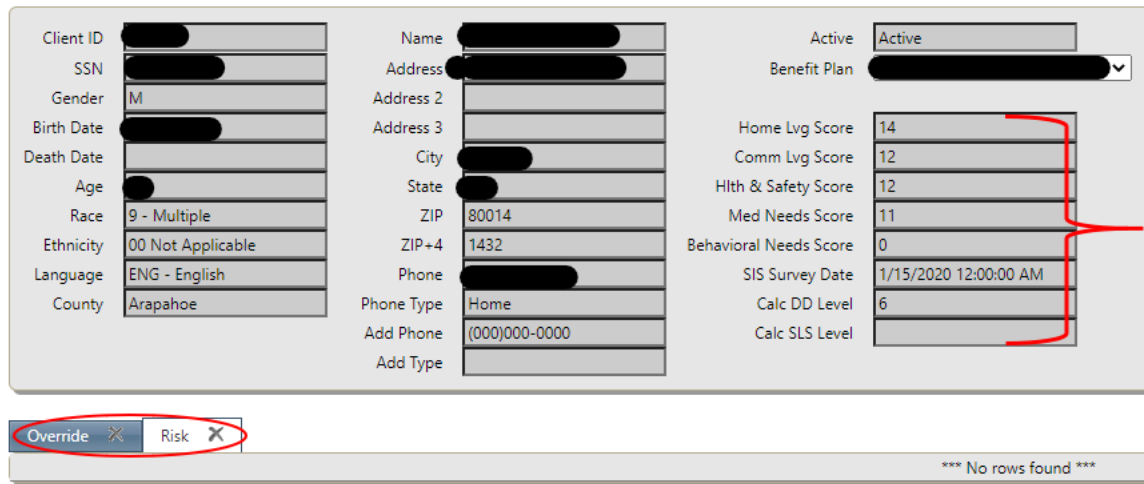 Client ID
SSN
Gender M
Birth Date
Death Date
Age
Race 9 - Multiple
Ethnicity 00 Not Applicable
Language ENG - English
County Arapahoe
Name
Address
Address 2
Address 3
City
State
ZIP 80014
ZIP+4 1432
Phone
Phone Type Home
Add Phone (000)000-0000
Add Type
Active Active
Benefit Plan
Home Lvg Score 14
Comm Lvg Score 12
Hlth & Safety Score 12
Med Needs Score 11
Behavioral Needs Score 0
SIS Survey Date 1/15/2020 12:00:00 AM
Calc DD Level 6
Calc SLS Level
Override Risk
*** No rows found ***